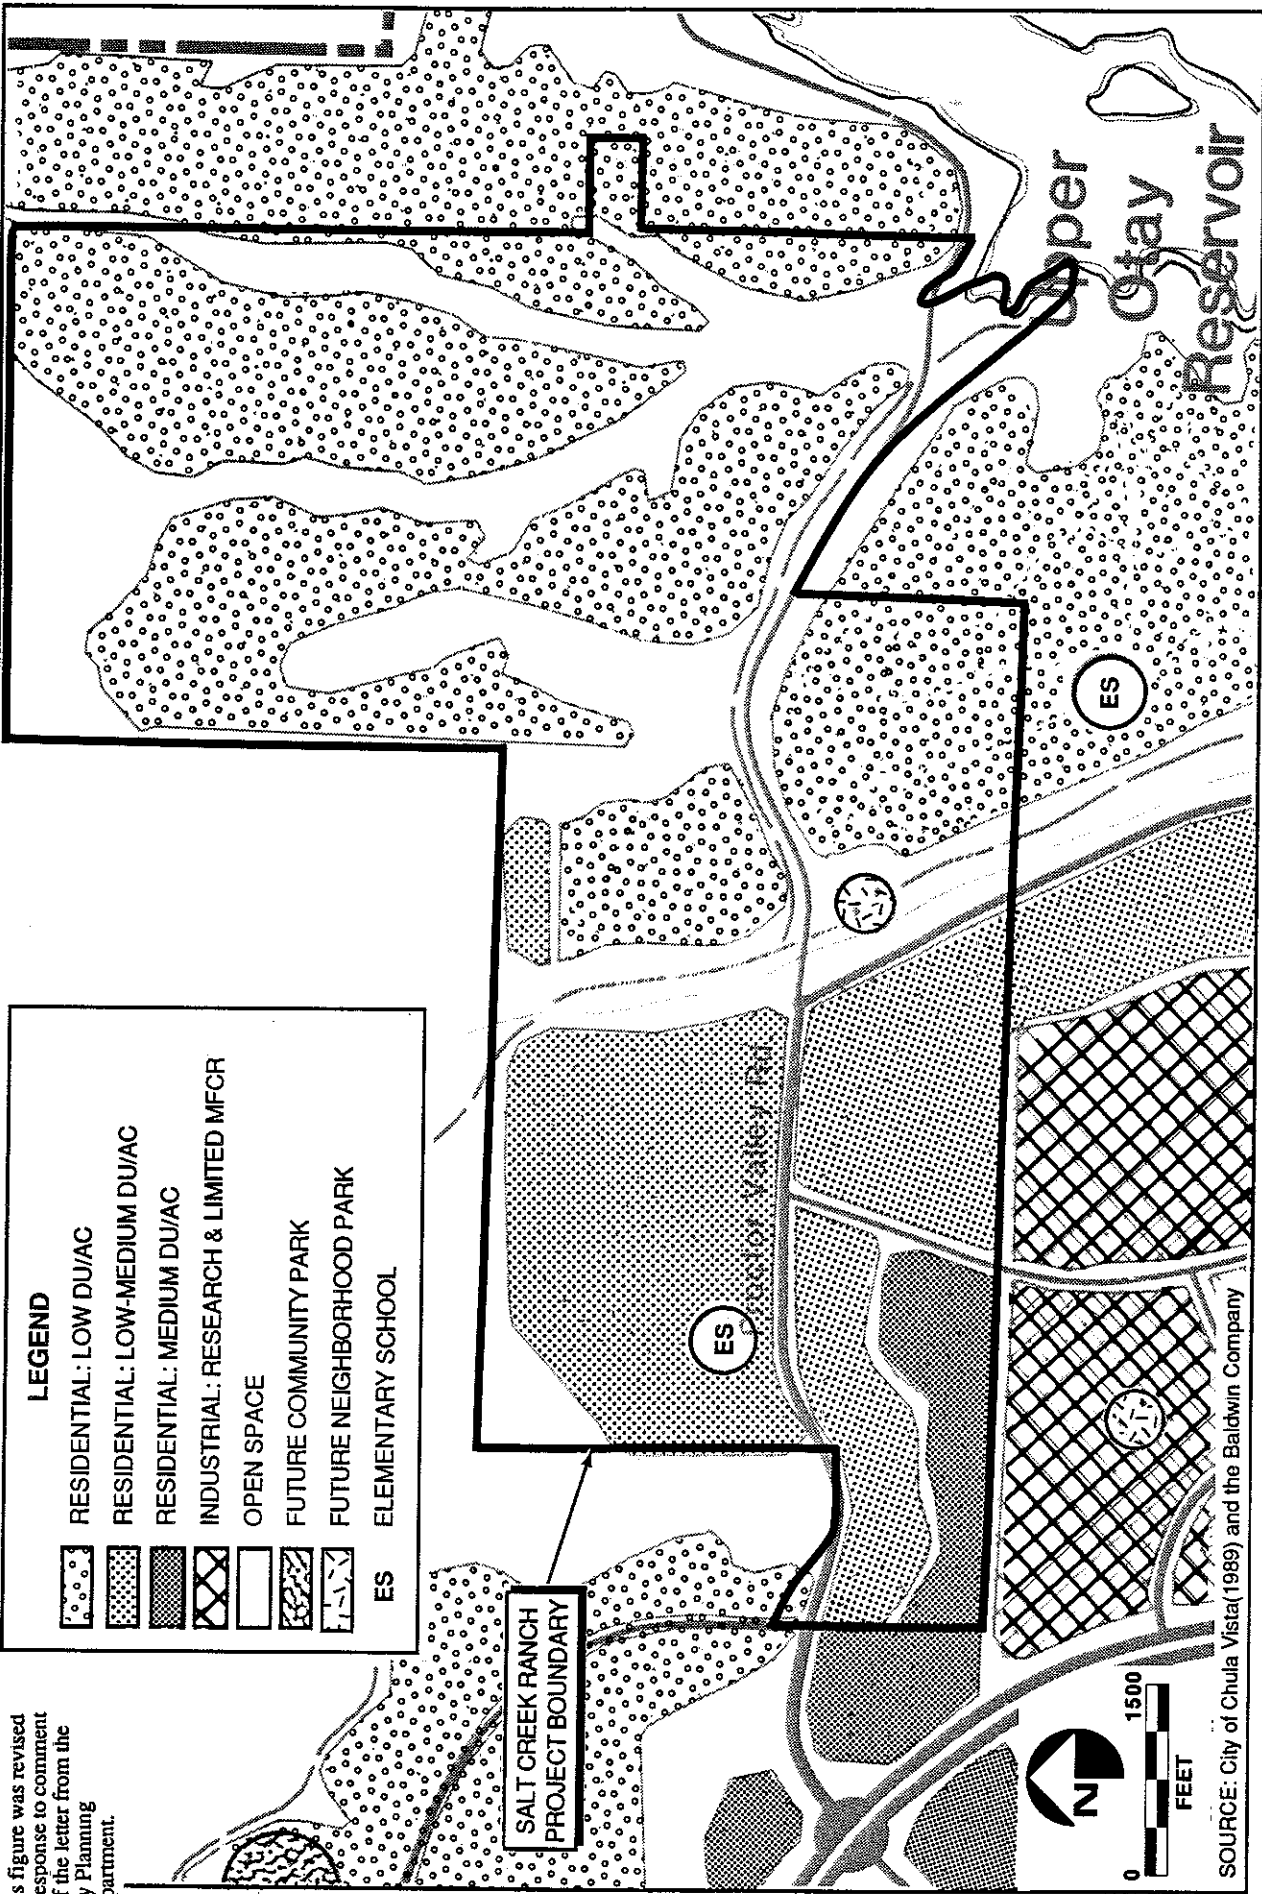 s figure was revised
esponse to comment
f the letter from the
y Planning
partment.
LEGEND
RESIDENTIAL: LOW DU/AC
RESIDENTIAL: LOW-MEDIUM DU/AC
RESIDENTIAL: MEDIUM DU/AC
INDUSTRIAL: RESEARCH & LIMITED MFCR
OPEN SPACE
FUTURE COMMUNITY PARK
FUTURE NEIGHBORHOOD PARK
ES ELEMENTARY SCHOOL
SALT CREEK RANCH
PROJECT BOUNDARY
ES
Proctor Valley Rd
ES
Upper
Otay
Reservoir
N
0 1500
FEET
SOURCE: City of Chula Vista(1989) and the Baldwin Company